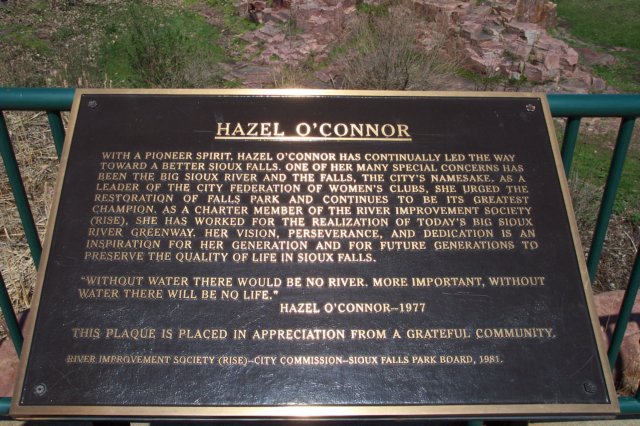 HAZEL O'CONNOR
WITH A PIONEER SPIRIT, HAZEL O'CONNOR HAS CONTINUALLY LED THE WAY
TOWARD A BETTER SIOUX FALLS. ONE OF HER MANY SPECIAL CONCERNS HAS
BEEN THE BIG SIOUX RIVER AND THE FALLS, THE CITY'S NAMESAKE. AS A
LEADER OF THE CITY FEDERATION OF WOMEN'S CLUBS, SHE URGED THE
RESTORATION OF FALLS PARK AND CONTINUES TO BE ITS GREATEST
CHAMPION. AS A CHARTER MEMBER OF THE RIVER IMPROVEMENT SOCIETY
(RISE), SHE HAS WORKED FOR THE REALIZATION OF TODAY'S BIG SIOUX
RIVER GREENWAY. HER VISION, PERSEVERANCE, AND DEDICATION IS AN
INSPIRATION FOR HER GENERATION AND FOR FUTURE GENERATIONS TO
PRESERVE THE QUALITY OF LIFE IN SIOUX FALLS.
"WITHOUT WATER THERE WOULD BE NO RIVER. MORE IMPORTANT, WITHOUT
WATER THERE WILL BE NO LIFE."
HAZEL O'CONNOR--1977
THIS PLAQUE IS PLACED IN APPRECIATION FROM A GRATEFUL COMMUNITY.
RIVER IMPROVEMENT SOCIETY (RISE)--CITY COMMISSION--SIOUX FALLS PARK BOARD, 1981.